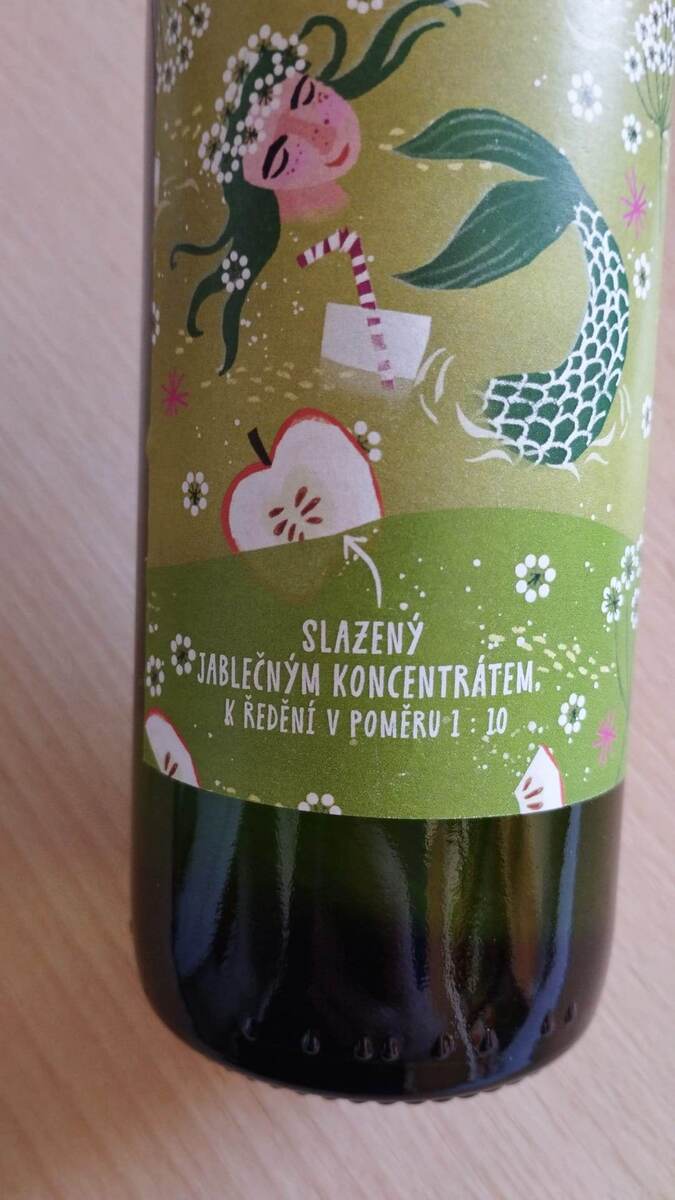 SLAZENÝ
JABLEČNÝM KONCENTRÁTEM,
K ŘEDĚNÍ V POMĚRU 1 : 10